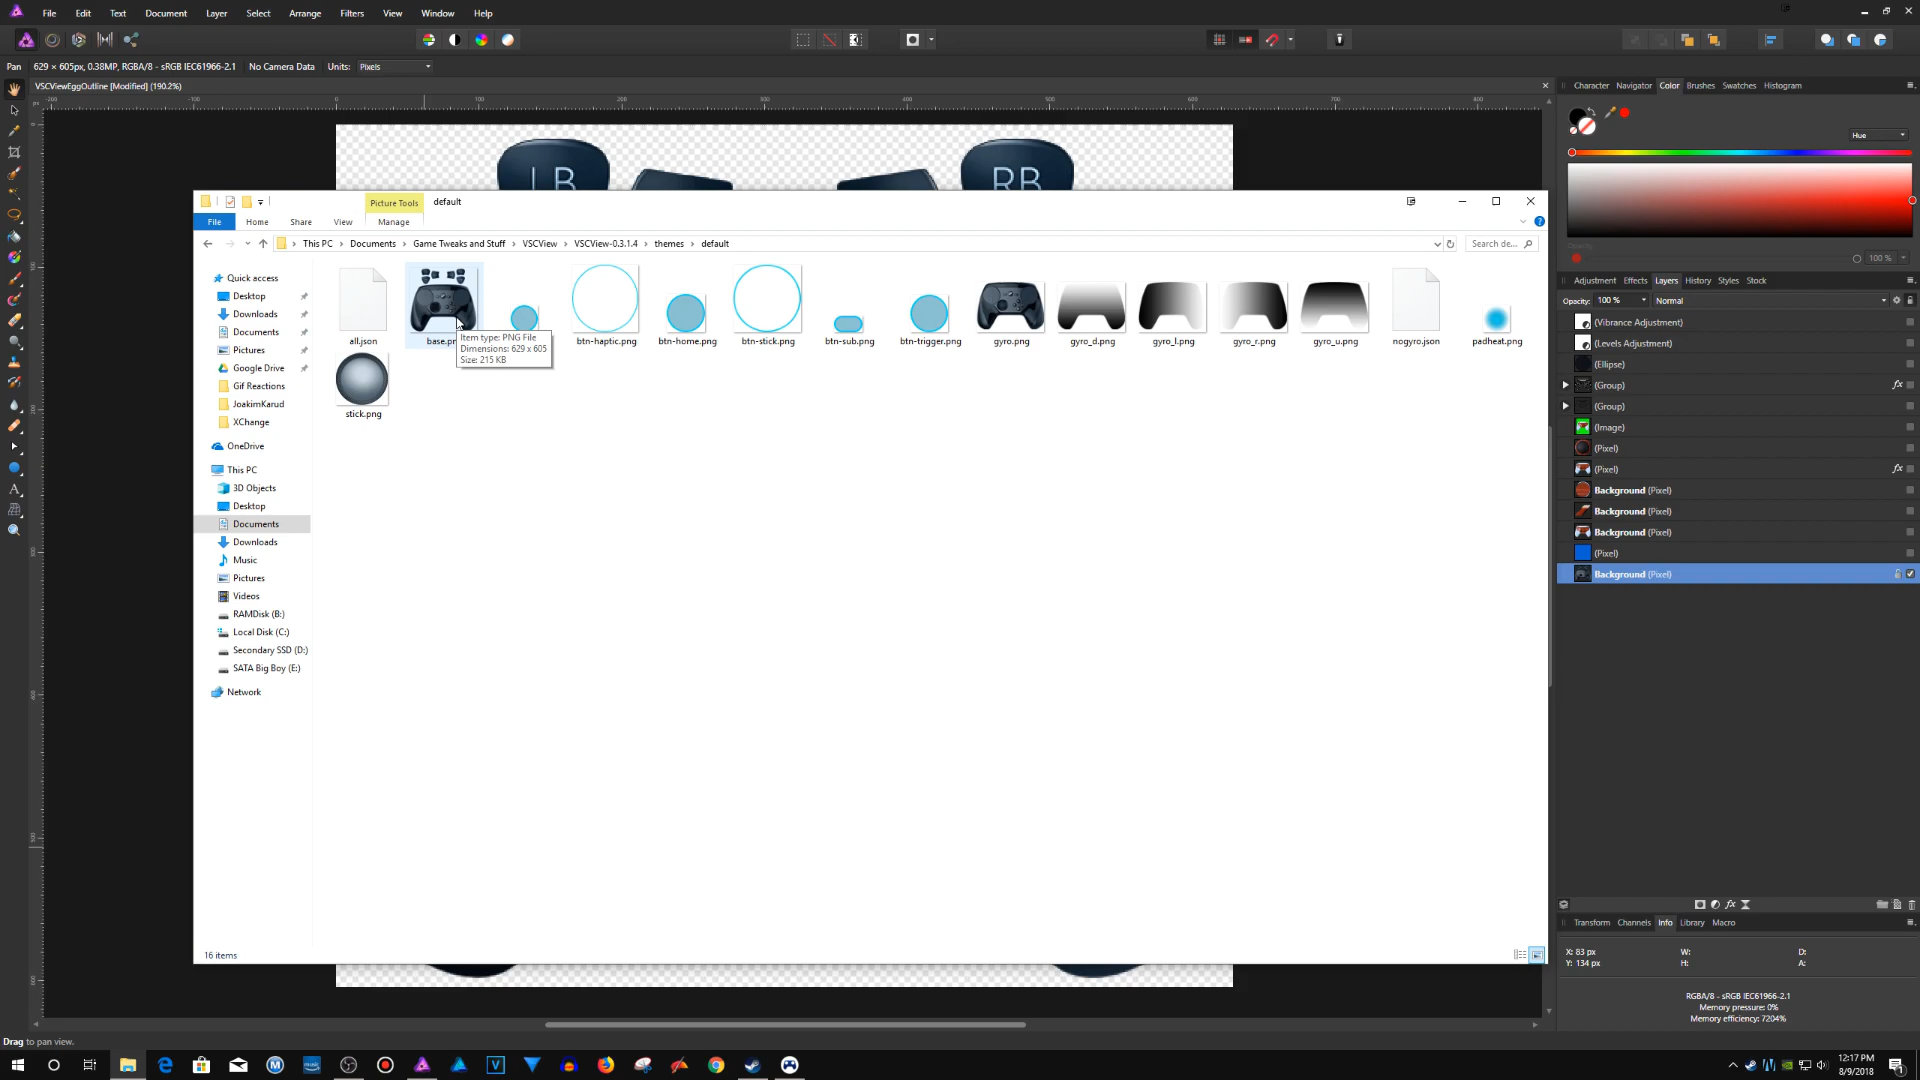 File Edit Text Document Layer Select Arrange Filters View Window Help
Pan 629 × 605px, 0.38MP, RGBA/8 - sRGB IEC61966-2.1 No Camera Data Units: Pixels
VSCViewEggOutline [Modified] (190.2%)
LB
RB
Picture Tools default
File Home Share View Manage
This PC Documents Game Tweaks and Stuff VSCView VSCView-0.3.1.4 themes default
Search de...
Quick access
Desktop
Downloads
Documents
Pictures
Google Drive
Gif Reactions
JoakimKarud
XChange
OneDrive
This PC
3D Objects
Desktop
Documents
Downloads
Music
Pictures
Videos
RAMDisk (B:)
Local Disk (C:)
Secondary SSD (D:)
SATA Big Boy (E:)
Network
all.json base.pn btn-haptic.png btn-home.png btn-stick.png btn-sub.png btn-trigger.png gyro.png gyro_d.png gyro_l.png gyro_r.png gyro_u.png nogyro.json padheat.png
Item type: PNG File
Dimensions: 629 x 605
Size: 215 KB
stick.png
16 items
Character Navigator Color Brushes Swatches Histogram
Hue
Opacity:
100 %
Adjustment Effects Layers History Styles Stock
Opacity: 100 % Normal
(Vibrance Adjustment)
(Levels Adjustment)
(Ellipse)
(Group)
(Group)
(Image)
(Pixel)
(Pixel)
Background (Pixel)
Background (Pixel)
Background (Pixel)
(Pixel)
Background (Pixel)
Transform Channels Info Library Macro
X: 83 px W: D:
Y: 134 px H: A:
RGBA/8 - sRGB IEC61966-2.1
Memory pressure: 0%
Memory efficiency: 7204%
Drag to pan view.
12:17 PM
8/9/2018